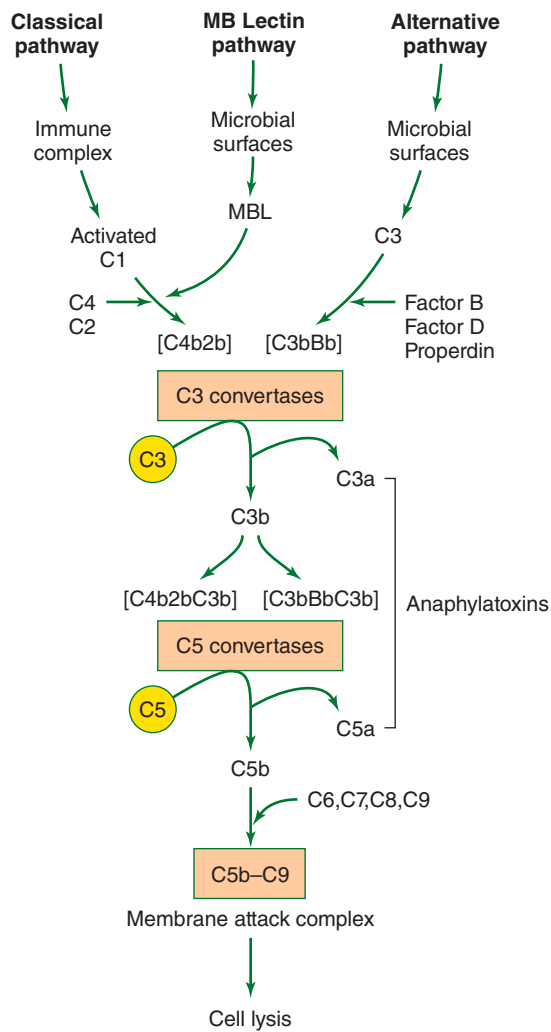 Classical
pathway
MB Lectin
pathway
Alternative
pathway
Immune
complex
Microbial
surfaces
Microbial
surfaces
MBL
Activated
C1
C3
C4
C2
Factor B
Factor D
Properdin
[C4b2b]
[C3bBb]
C3 convertases
C3
C3a
C3b
[C4b2bC3b]
[C3bBbC3b]
Anaphylatoxins
C5 convertases
C5
C5a
C5b
C6,C7,C8,C9
C5b–C9
Membrane attack complex
Cell lysis